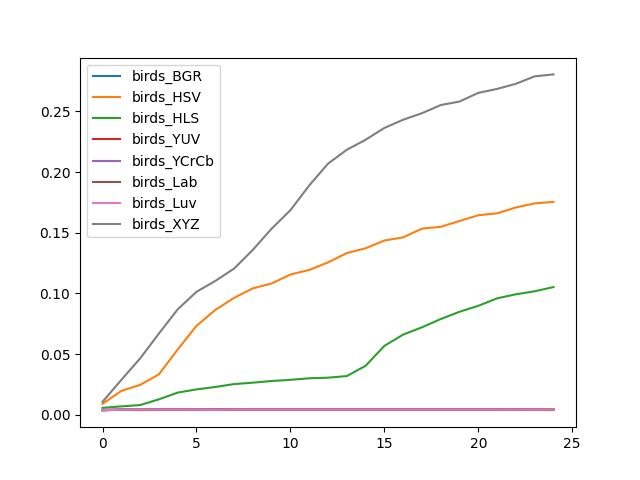 birds_BGR
birds_HSV
birds_HLS
birds_YUV
birds_YCrCb
birds_Lab
birds_Luv
birds_XYZ
0.25
0.20
0.15
0.10
0.05
0.00
0 5 10 15 20 25